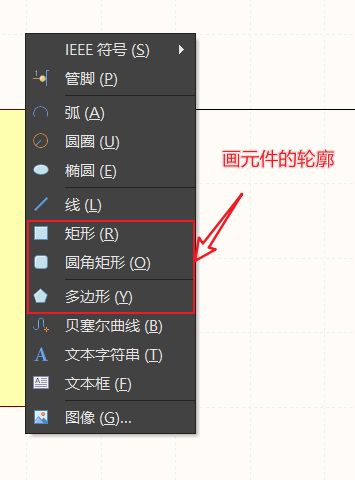 IEEE 符号 (S)
管脚 (P)
弧 (A)
圆圈 (U)
椭圆 (E)
线 (L)
矩形 (R)
圆角矩形 (O)
多边形 (Y)
贝塞尔曲线 (B)
文本字符串 (T)
文本框 (F)
图像 (G)...
画元件的轮廓